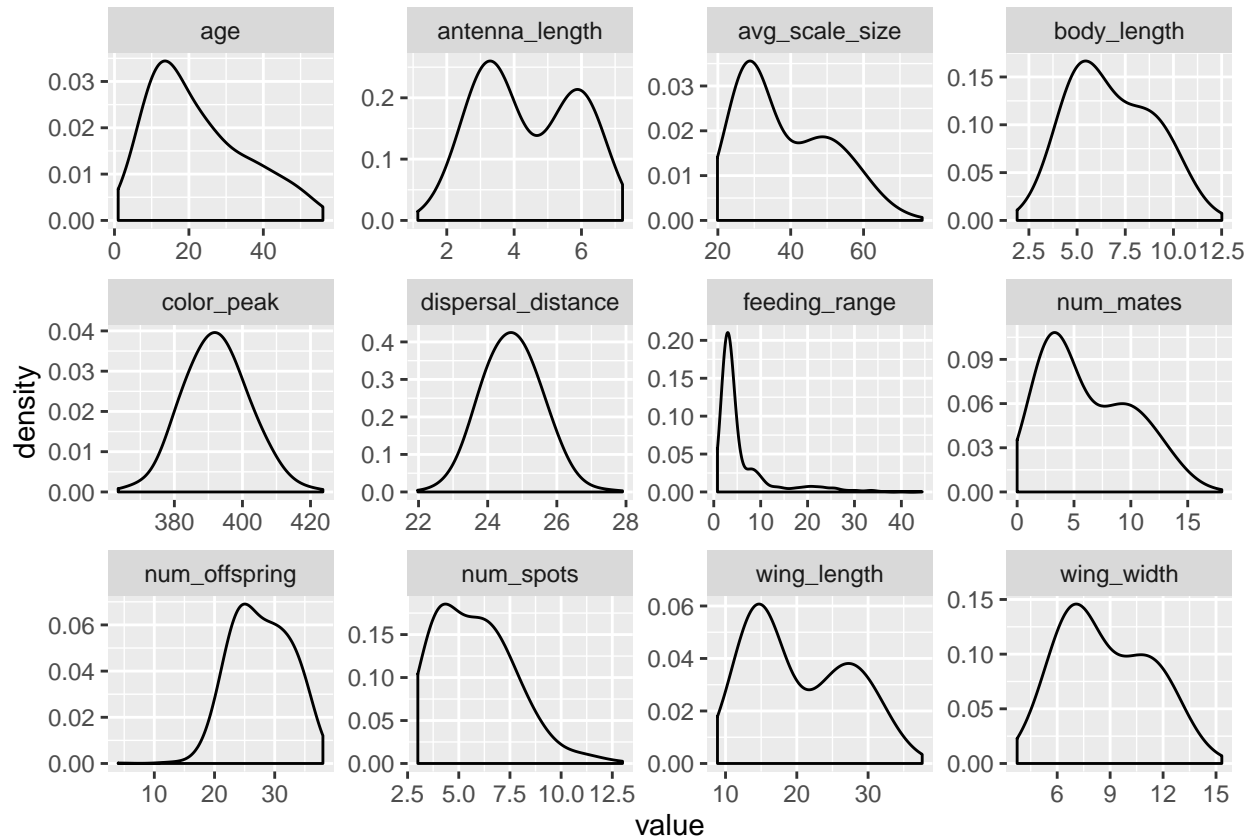 age antenna_length avg_scale_size body_length
0.03
0.02
0.01
0.00
0 20 40
0.2
0.1
0.0
2 4 6
0.03
0.02
0.01
0.00
20 40 60
0.15
0.10
0.05
0.00
2.5 5.0 7.5 10.0 12.5
color_peak dispersal_distance feeding_range num_mates
0.04
0.03
0.02
0.01
0.00
380 400 420
0.4
0.3
0.2
0.1
0.0
22 24 26 28
0.20
0.15
0.10
0.05
0.00
0 10 20 30 40
0.09
0.06
0.03
0.00
0 5 10 15
num_offspring num_spots wing_length wing_width
0.06
0.04
0.02
0.00
10 20 30
0.15
0.10
0.05
0.00
2.5 5.0 7.5 10.0 12.5
0.06
0.04
0.02
0.00
10 20 30
0.15
0.10
0.05
0.00
6 9 12 15
density
value